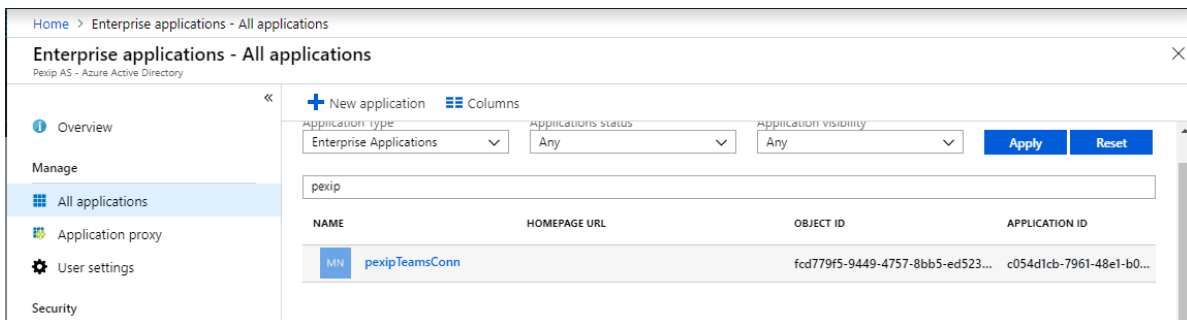 Home > Enterprise applications - All applications
Enterprise applications - All applications
Pexip AS - Azure Active Directory
«
Overview
Manage
All applications
Application proxy
User settings
Security
New application Columns
Application Type Applications status Application visibility
Enterprise Applications Any Any Apply Reset
pexip
NAME HOMEPAGE URL OBJECT ID APPLICATION ID
MN pexipTeamsConn fcd779f5-9449-4757-8bb5-ed523... c054d1cb-7961-48e1-b0...